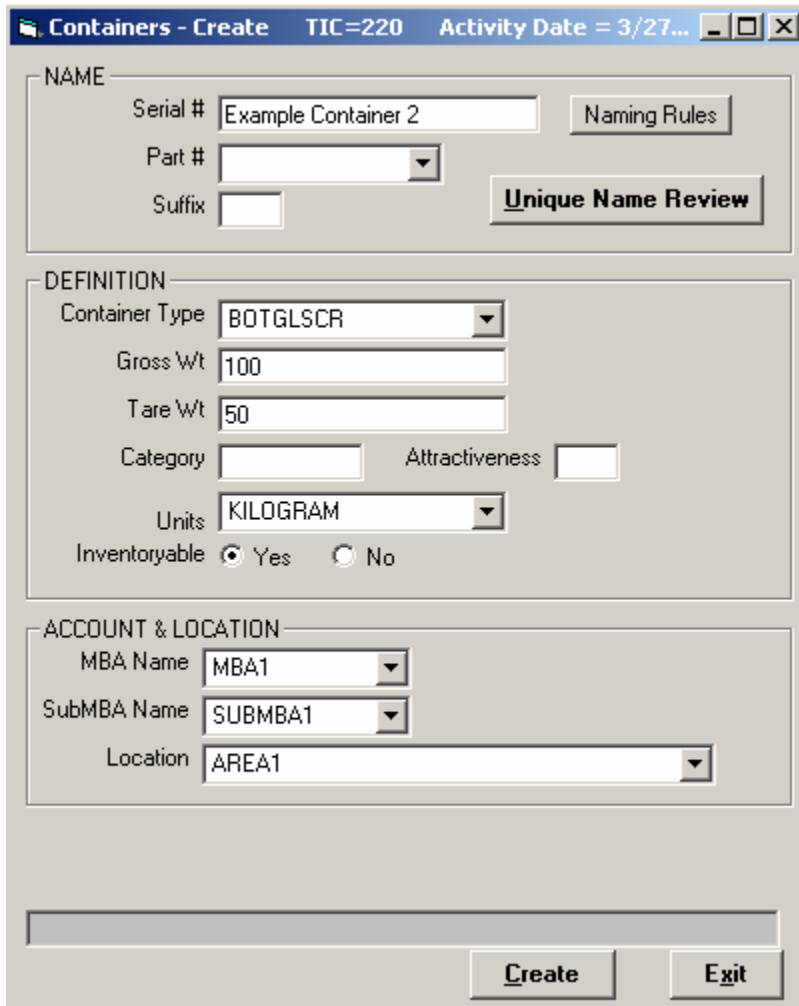 Containers - Create TIC=220 Activity Date = 3/27...
NAME
Serial # Example Container 2 Naming Rules
Part #
Suffix Unique Name Review
DEFINITION
Container Type BOTGLSCR
Gross Wt 100
Tare Wt 50
Category Attractiveness
Units KILOGRAM
Inventoryable Yes No
ACCOUNT & LOCATION
MBA Name MBA1
SubMBA Name SUBMBA1
Location AREA1
Create Exit